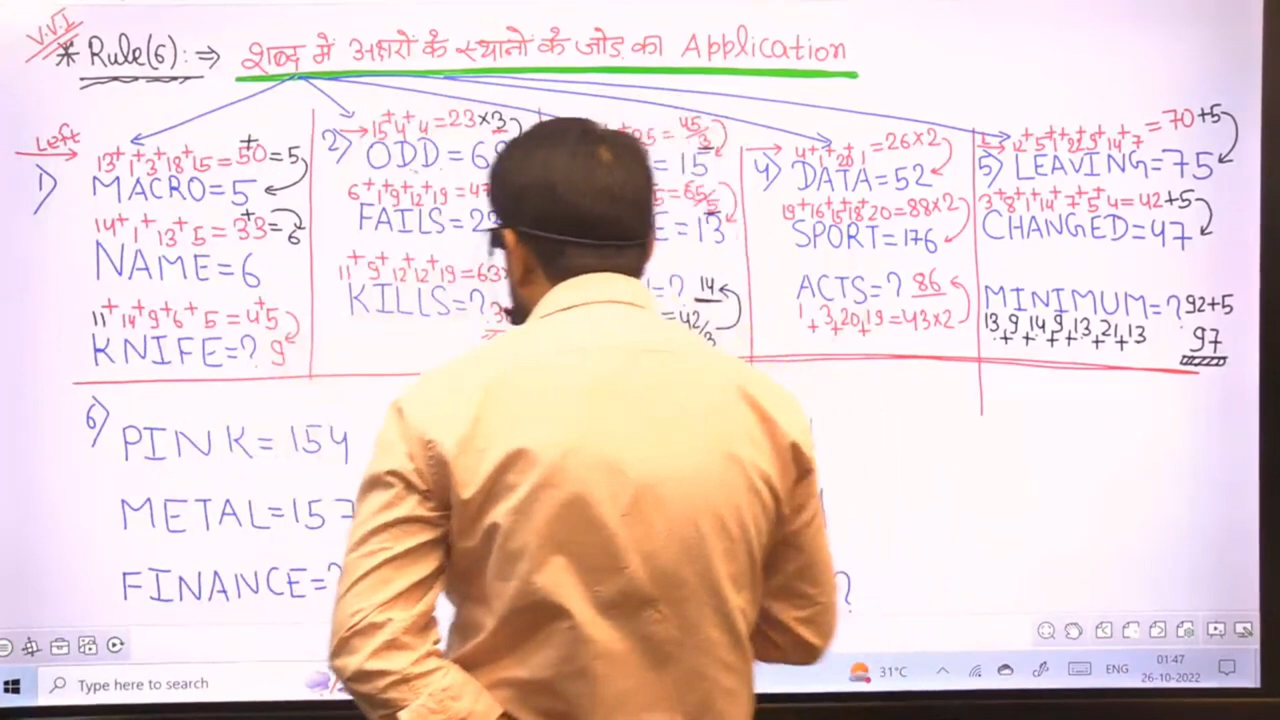 V.V.I
* Rule(6): ⇒ शब्द में अक्षरों के स्थानों के जोड़ का Application
Left
1)
13+1+3+18+15=50=5
MACRO=5
14+1+13+5=33=6
NAME=6
11+14+9+6+5=45
KNIFE=? 9
2)
15+4+4=23×3
ODD=69
6+1+9+12+19=47
FAILS=
11+9+12+12+19=63
KILLS=?
25=45/3
=15
=65/5
E=13
=? 14
=42/3
4)
4+1+20+1=26×2
DATA=52
19+16+15+18+20=88×2
SPORT=176
ACTS=? 86
1+3+20+19=43×2
5)
12+5+1+22+9+14+7=70+5
LEAVING=75
3+8+1+14+7+5+4=42+5
CHANGED=47
MINIMUM=? 92+5
13+9+14+9+13+21+13
97
6)
PINK=154
METAL=157
FINANCE=?
?
Type here to search
31°C
ENG
01:47
26-10-2022